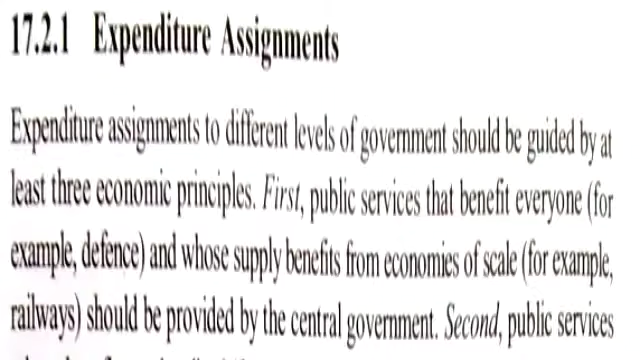 17.2.1 Expenditure Assignments
Expenditure assignments to different levels of government should be guided by at
least three economic principles. First, public services that benefit everyone (for
example, defence) and whose supply benefits from economies of scale (for example,
railways) should be provided by the central government. Second, public services